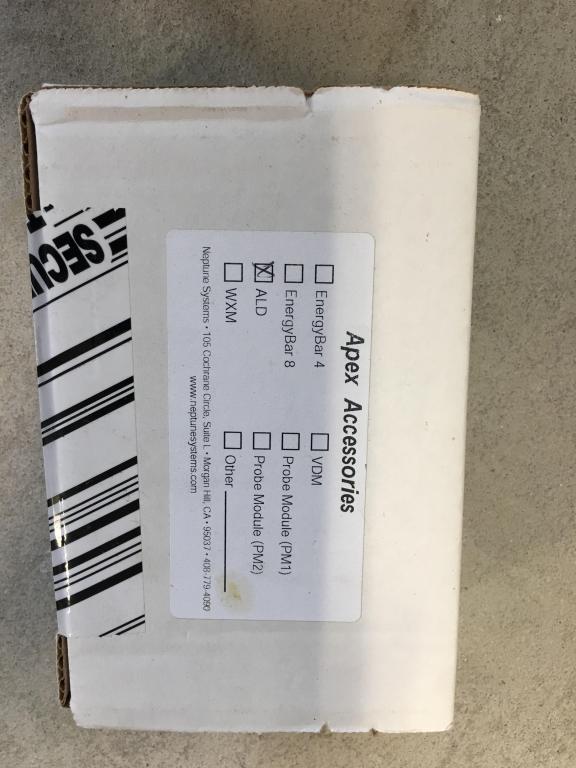 Apex Accessories
☐ EnergyBar 4 ☐ VDM
☐ EnergyBar 8 ☐ Probe Module (PM1)
☒ ALD ☐ Probe Module (PM2)
☐ WXM ☐ Other
Neptune Systems • 105 Cochrane Circle, Suite L • Morgan Hill, CA • 95037 • 408-779-4090
www.neptunesystems.com
SECU